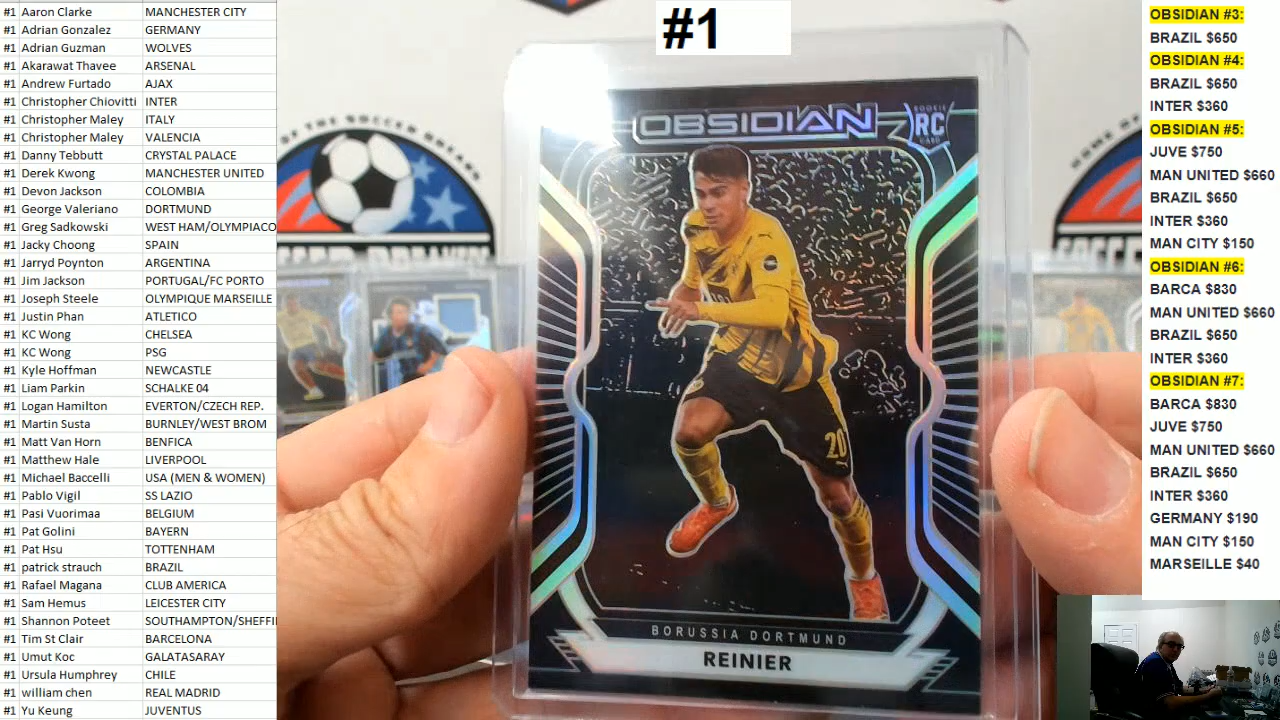 #1 Aaron Clarke MANCHESTER CITY
#1 Adrian Gonzalez GERMANY
#1 Adrian Guzman WOLVES
#1 Akarawat Thavee ARSENAL
#1 Andrew Furtado AJAX
#1 Christopher Chiovitti INTER
#1 Christopher Maley ITALY
#1 Christopher Maley VALENCIA
#1 Danny Tebbutt CRYSTAL PALACE
#1 Derek Kwong MANCHESTER UNITED
#1 Devon Jackson COLOMBIA
#1 George Valeriano DORTMUND
#1 Greg Sadkowski WEST HAM/OLYMPIACO
#1 Jacky Choong SPAIN
#1 Jarryd Poynton ARGENTINA
#1 Jim Jackson PORTUGAL/FC PORTO
#1 Joseph Steele OLYMPIQUE MARSEILLE
#1 Justin Phan ATLETICO
#1 KC Wong CHELSEA
#1 KC Wong PSG
#1 Kyle Hoffman NEWCASTLE
#1 Liam Parkin SCHALKE 04
#1 Logan Hamilton EVERTON/CZECH REP.
#1 Martin Susta BURNLEY/WEST BROM
#1 Matt Van Horn BENFICA
#1 Matthew Hale LIVERPOOL
#1 Michael Baccelli USA (MEN & WOMEN)
#1 Pablo Vigil SS LAZIO
#1 Pasi Vuorimaa BELGIUM
#1 Pat Golini BAYERN
#1 Pat Hsu TOTTENHAM
#1 patrick strauch BRAZIL
#1 Rafael Magana CLUB AMERICA
#1 Sam Hemus LEICESTER CITY
#1 Shannon Poteet SOUTHAMPTON/SHEFFI
#1 Tim St Clair BARCELONA
#1 Umut Koc GALATASARAY
#1 Ursula Humphrey CHILE
#1 william chen REAL MADRID
#1 Yu Keung JUVENTUS
#1
OBSIDIAN
ROOKIE
RC
CARD
20
BORUSSIA DORTMUND
REINIER
OBSIDIAN #3:
BRAZIL $650
OBSIDIAN #4:
BRAZIL $650
INTER $360
OBSIDIAN #5:
JUVE $750
MAN UNITED $660
BRAZIL $650
INTER $360
MAN CITY $150
OBSIDIAN #6:
BARCA $830
MAN UNITED $660
BRAZIL $650
INTER $360
OBSIDIAN #7:
BARCA $830
JUVE $750
MAN UNITED $660
BRAZIL $650
INTER $360
GERMANY $190
MAN CITY $150
MARSEILLE $40